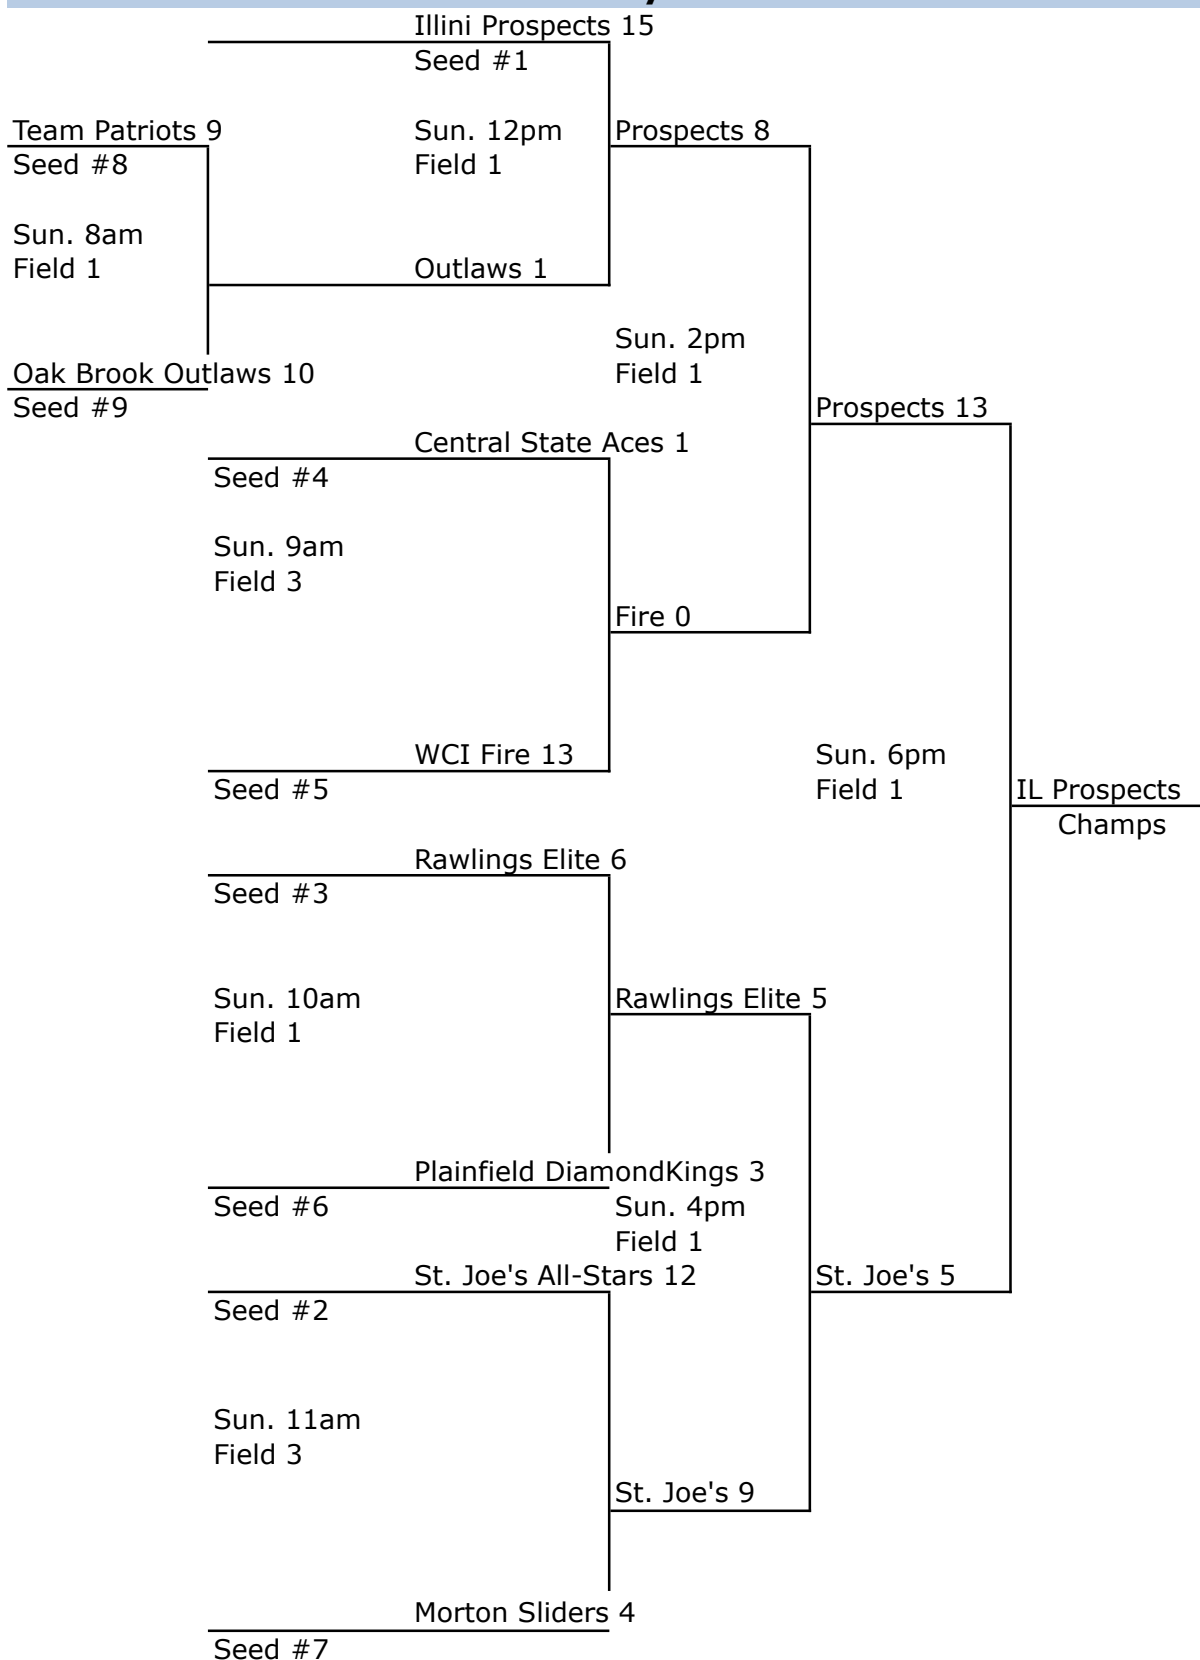 Illini Prospects 15
Seed #1
Team Patriots 9
Seed #8
Sun. 12pm
Field 1
Prospects 8
Sun. 8am
Field 1
Outlaws 1
Sun. 2pm
Field 1
Oak Brook Outlaws 10
Seed #9
Prospects 13
Central State Aces 1
Seed #4
Sun. 9am
Field 3
Fire 0
WCI Fire 13
Seed #5
Sun. 6pm
Field 1
IL Prospects
Champs
Rawlings Elite 6
Seed #3
Sun. 10am
Field 1
Rawlings Elite 5
Plainfield DiamondKings 3
Seed #6
Sun. 4pm
Field 1
St. Joe's All-Stars 12
Seed #2
St. Joe's 5
Sun. 11am
Field 3
St. Joe's 9
Morton Sliders 4
Seed #7